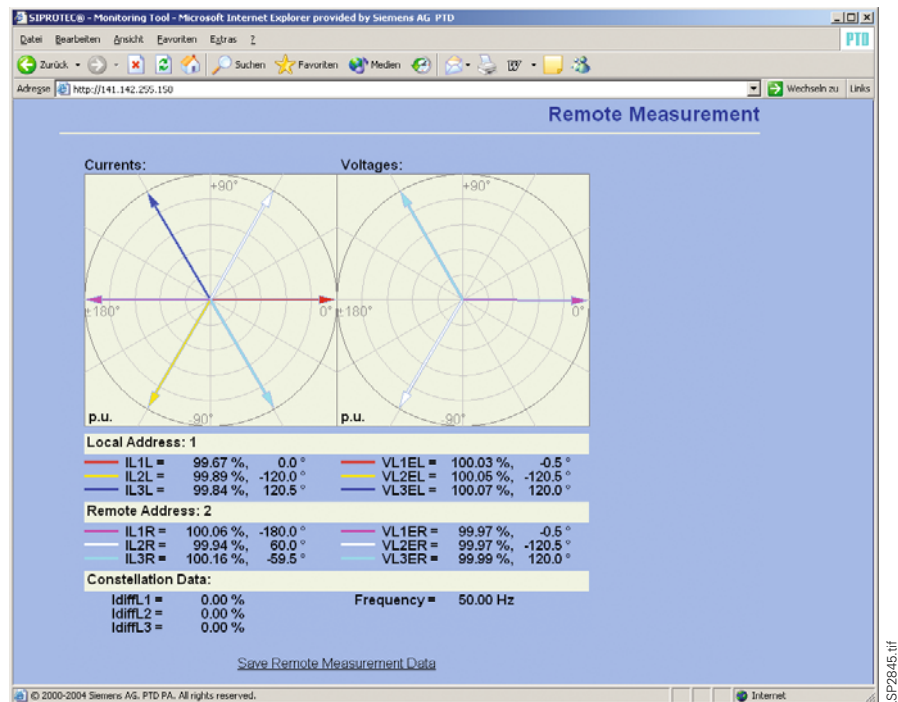 SIPROTEC® - Monitoring Tool - Microsoft Internet Explorer provided by Siemens AG PTD
Datei Bearbeiten Ansicht Favoriten Extras ?
PTD
Zurück Suchen Favoriten Medien
Adresse http://141.142.255.150 Wechseln zu Links
Remote Measurement
Currents: Voltages:
+90° +90°
±180° 0° ±180° 0°
p.u. -90° p.u. -90°
Local Address: 1
IL1L = 99.67 %, 0.0 ° VL1EL = 100.03 %, -0.5 °
IL2L = 99.89 %, -120.0 ° VL2EL = 100.05 %, -120.5 °
IL3L = 99.84 %, 120.5 ° VL3EL = 100.07 %, 120.0 °
Remote Address: 2
IL1R = 100.06 %, -180.0 ° VL1ER = 99.97 %, -0.5 °
IL2R = 99.94 %, 60.0 ° VL2ER = 99.97 %, -120.5 °
IL3R = 100.16 %, -59.5 ° VL3ER = 99.99 %, 120.0 °
Constellation Data:
IdiffL1 = 0.00 % Frequency = 50.00 Hz
IdiffL2 = 0.00 %
IdiffL3 = 0.00 %
Save Remote Measurement Data
© 2000-2004 Siemens AG. PTD PA. All rights reserved. Internet
SP2845.tif